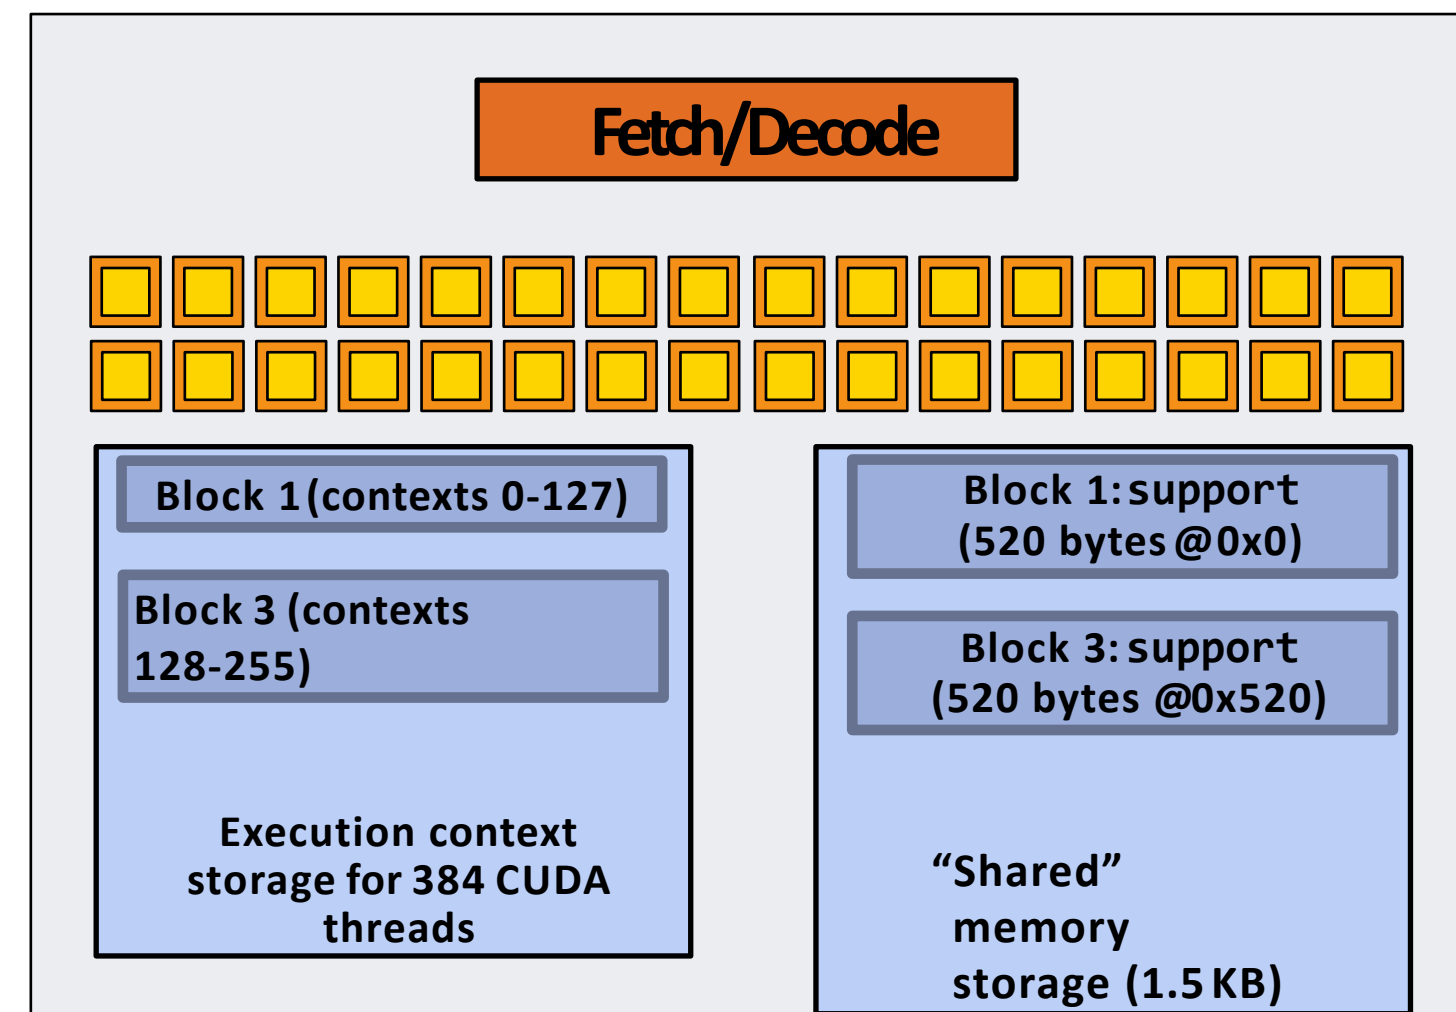 Fetch/Decode
Block 1 (contexts 0-127)
Block 3 (contexts
128-255)
Execution context
storage for 384 CUDA
threads
Block 1: support
(520 bytes @0x0)
Block 3: support
(520 bytes @0x520)
“Shared”
memory
storage (1.5 KB)